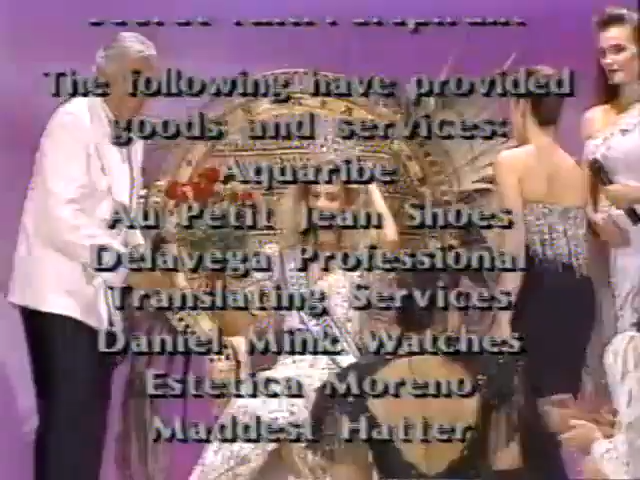 The following have provided
goods and services:
Aquaribe
Au Petit Jean Shoes
Delavega Professional
Translating Services
Daniel Mink Watches
Estetica Moreno
Maddest Hatter